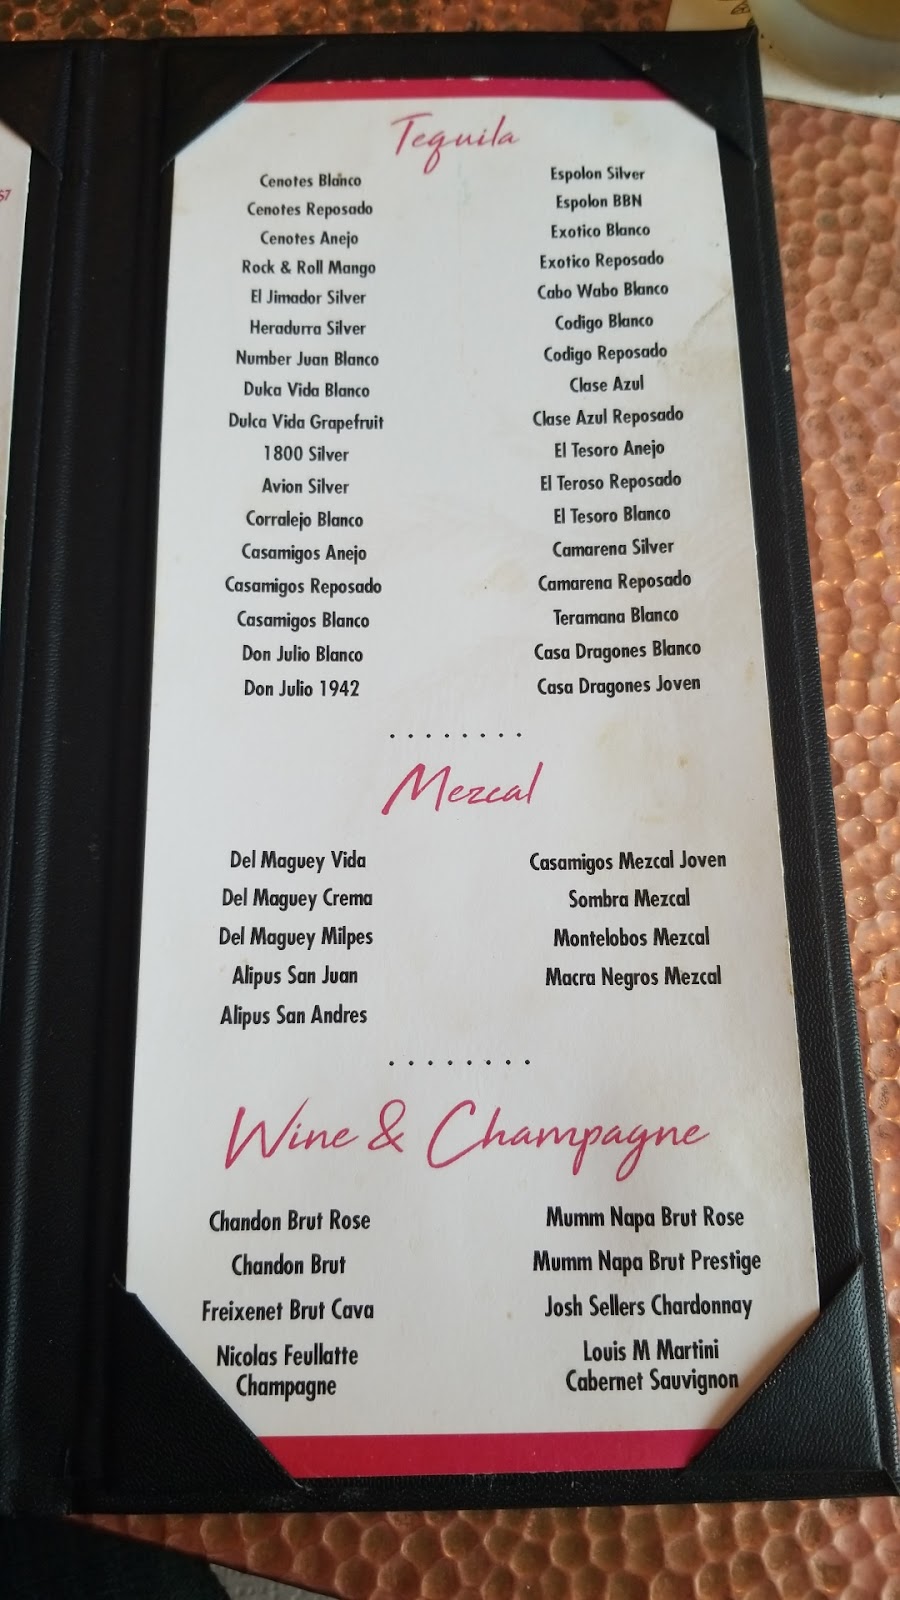 $7
Tequila
Cenotes Blanco
Cenotes Reposado
Cenotes Anejo
Rock & Roll Mango
El Jimador Silver
Heradurra Silver
Number Juan Blanco
Dulca Vida Blanco
Dulca Vida Grapefruit
1800 Silver
Avion Silver
Corralejo Blanco
Casamigos Anejo
Casamigos Reposado
Casamigos Blanco
Don Julio Blanco
Don Julio 1942
Espolon Silver
Espolon BBN
Exotico Blanco
Exotico Reposado
Cabo Wabo Blanco
Codigo Blanco
Codigo Reposado
Clase Azul
Clase Azul Reposado
El Tesoro Anejo
El Teroso Reposado
El Tesoro Blanco
Camarena Silver
Camarena Reposado
Teramana Blanco
Casa Dragones Blanco
Casa Dragones Joven
Mezcal
Del Maguey Vida
Del Maguey Crema
Del Maguey Milpes
Alipus San Juan
Alipus San Andres
Casamigos Mezcal Joven
Sombra Mezcal
Montelobos Mezcal
Macra Negros Mezcal
Wine & Champagne
Chandon Brut Rose
Chandon Brut
Freixenet Brut Cava
Nicolas Feullatte
Champagne
Mumm Napa Brut Rose
Mumm Napa Brut Prestige
Josh Sellers Chardonnay
Louis M Martini
Cabernet Sauvignon